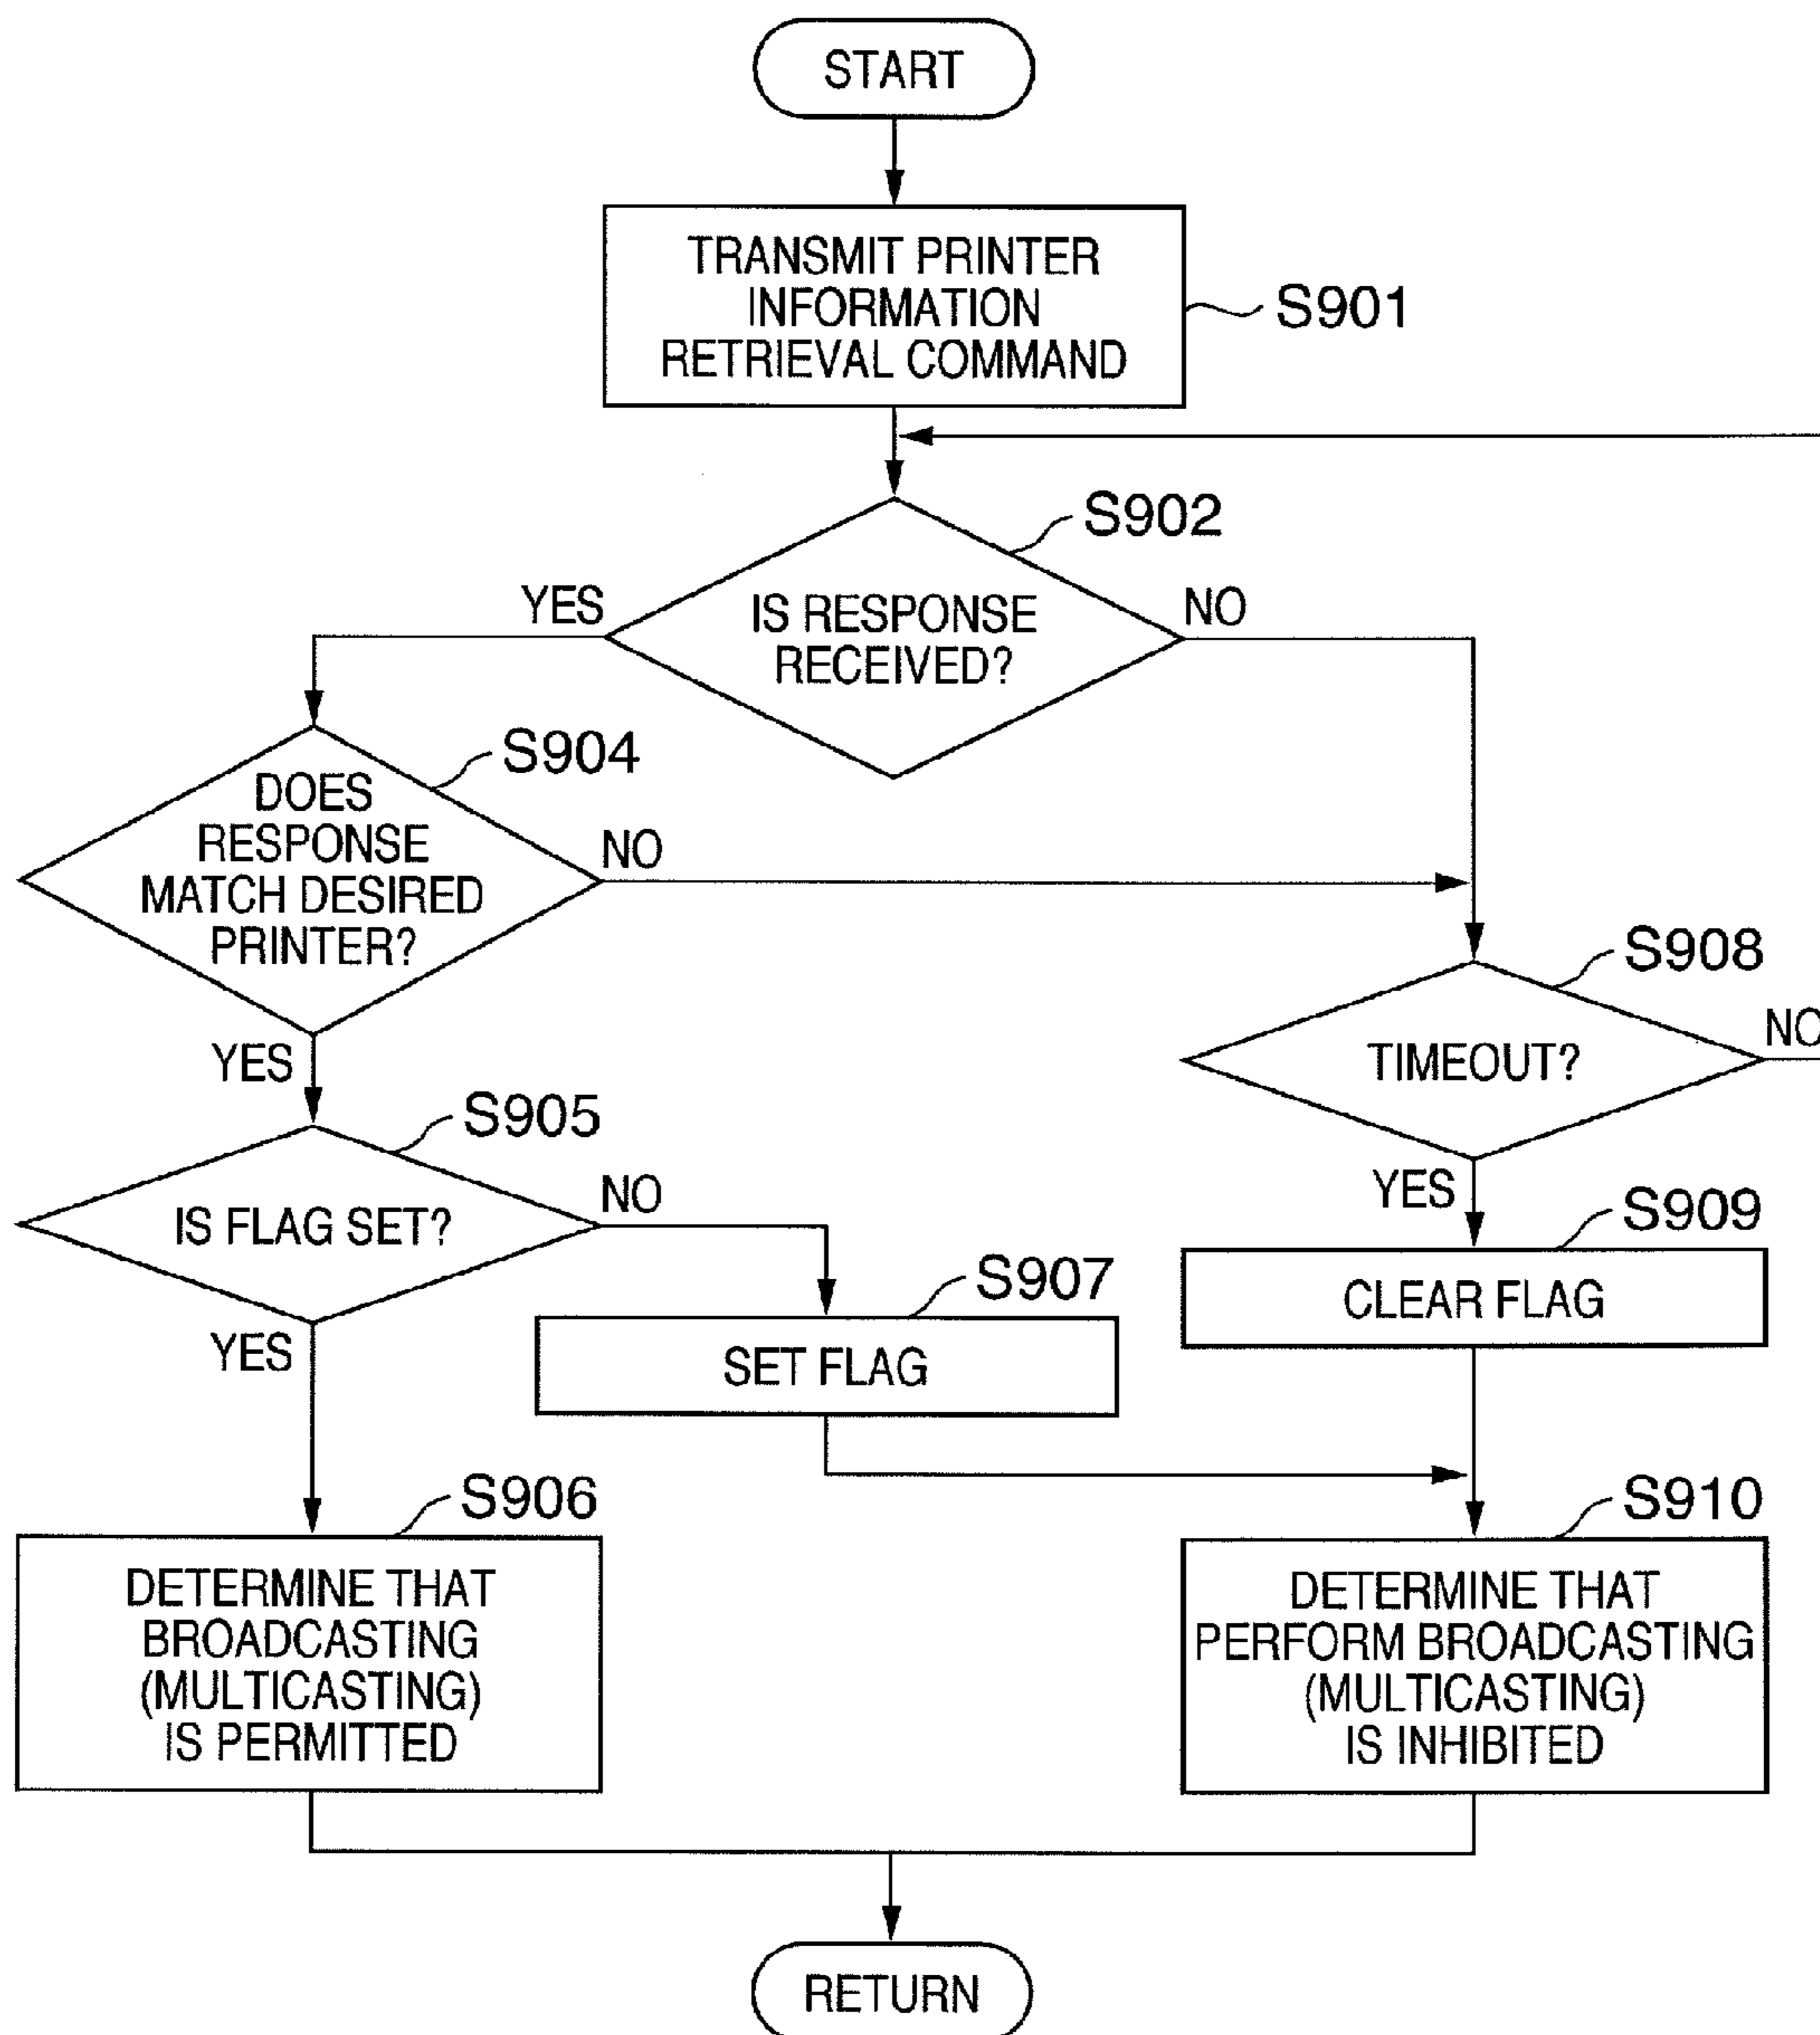 START
TRANSMIT PRINTER
INFORMATION
RETRIEVAL COMMAND
S901
S902
IS RESPONSE
RECEIVED?
YES
NO
S904
DOES
RESPONSE
MATCH DESIRED
PRINTER?
NO
YES
S908
TIMEOUT?
NO
YES
S905
IS FLAG SET?
NO
YES
S907
SET FLAG
S909
CLEAR FLAG
S906
DETERMINE THAT
BROADCASTING
(MULTICASTING)
IS PERMITTED
S910
DETERMINE THAT
PERFORM BROADCASTING
(MULTICASTING)
IS INHIBITED
RETURN